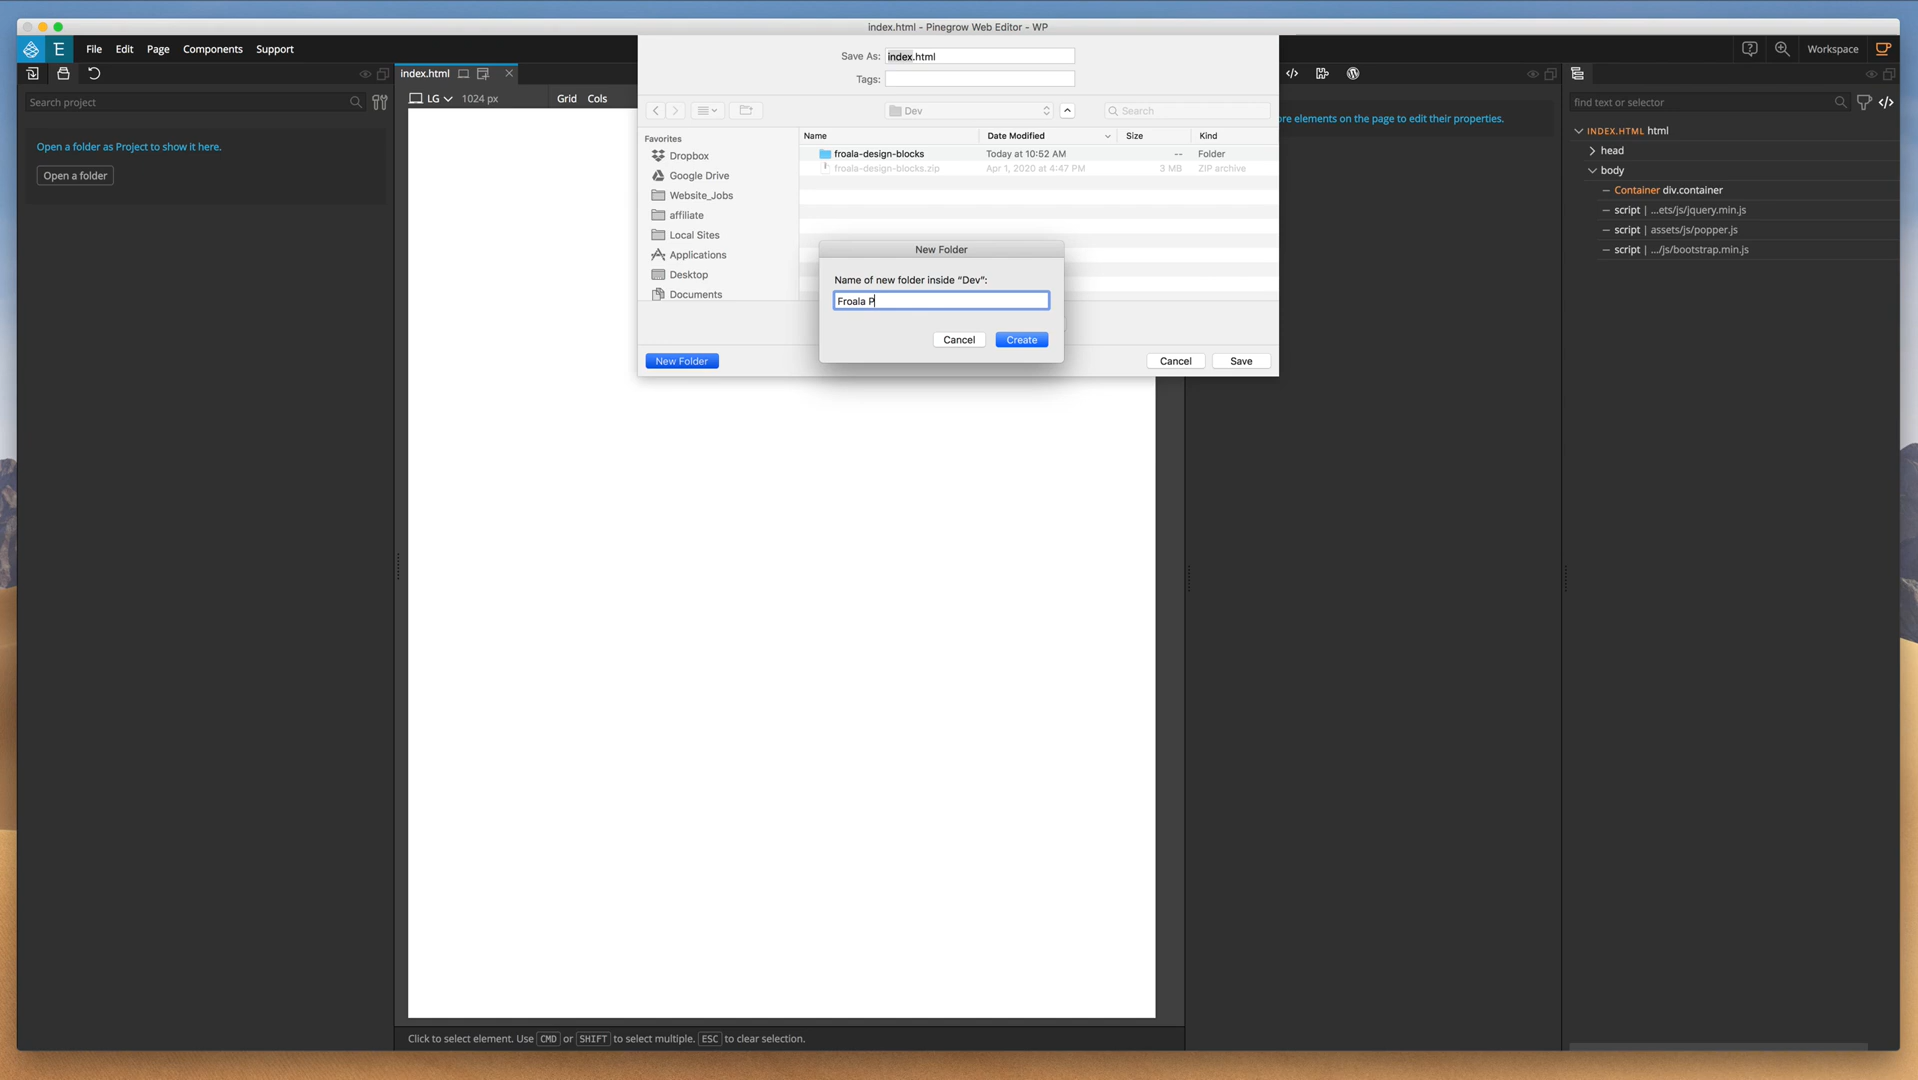 index.html - Pinegrow Web Editor - WP
File Edit Page Components Support
Workspace
Save As: index.html
Tags:
index.html
Search project
LG 1024 px Grid Cols
Dev
Search
find text or selector
Open a folder as Project to show it here.
Open a folder
Favorites
Dropbox
Google Drive
Website_Jobs
affiliate
Local Sites
Applications
Desktop
Documents
Name Date Modified Size Kind
froala-design-blocks Today at 10:52 AM -- Folder
froala-design-blocks.zip Apr 1, 2020 at 4:47 PM 3 MB ZIP archive
New Folder
Name of new folder inside “Dev”:
Froala P
Cancel Create
New Folder
Cancel Save
ore elements on the page to edit their properties.
INDEX.HTML html
head
body
Container div.container
script | ...ets/js/jquery.min.js
script | assets/js/popper.js
script | .../js/bootstrap.min.js
Click to select element. Use CMD or SHIFT to select multiple. ESC to clear selection.